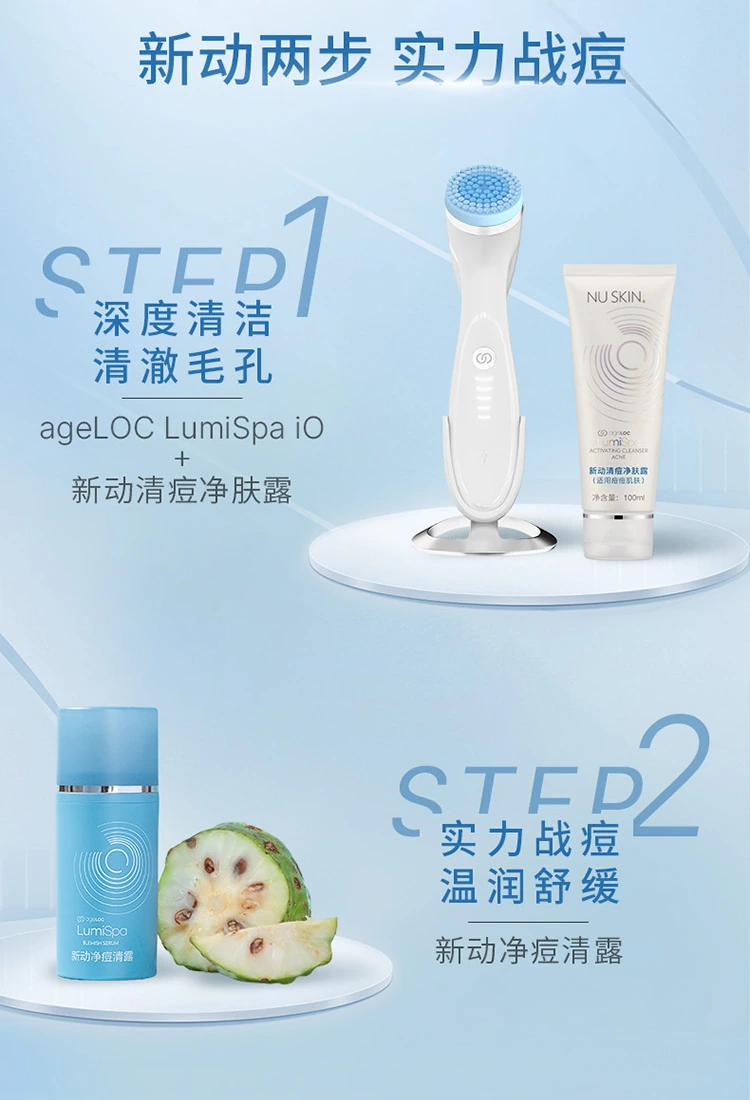 新动两步 实力战痘
STEP1
深度清洁
清澈毛孔
ageLOC LumiSpa iO
+
新动清痘净肤露
NU SKIN®
ageLOC
LumiSpa
ACTIVATING CLEANSER
ACNE
新动清痘净肤露
(适用痘痘肌肤)
净含量: 100ml
STEP2
实力战痘
温润舒缓
新动净痘清露
ageLOC
LumiSpa
BLEMISH SERUM
新动净痘清露